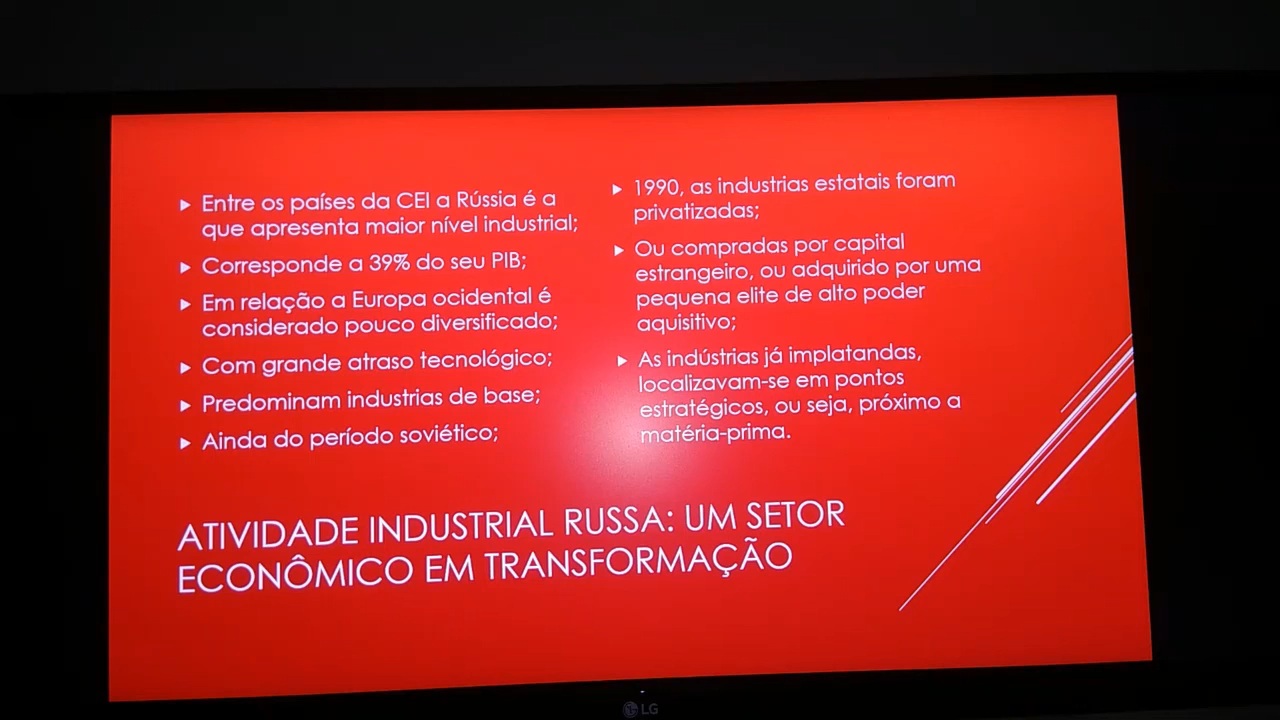 Entre os países da CEI a Rússia é a
que apresenta maior nível industrial;
Corresponde a 39% do seu PIB;
Em relação a Europa ocidental é
considerado pouco diversificado;
Com grande atraso tecnológico;
Predominam industrias de base;
Ainda do período soviético;
1990, as industrias estatais foram
privatizadas;
Ou compradas por capital
estrangeiro, ou adquirido por uma
pequena elite de alto poder
aquisitivo;
As indústrias já implatandas,
localizavam-se em pontos
estratégicos, ou seja, próximo a
matéria-prima.
ATIVIDADE INDUSTRIAL RUSSA: UM SETOR
ECONÔMICO EM TRANSFORMAÇÃO
LG